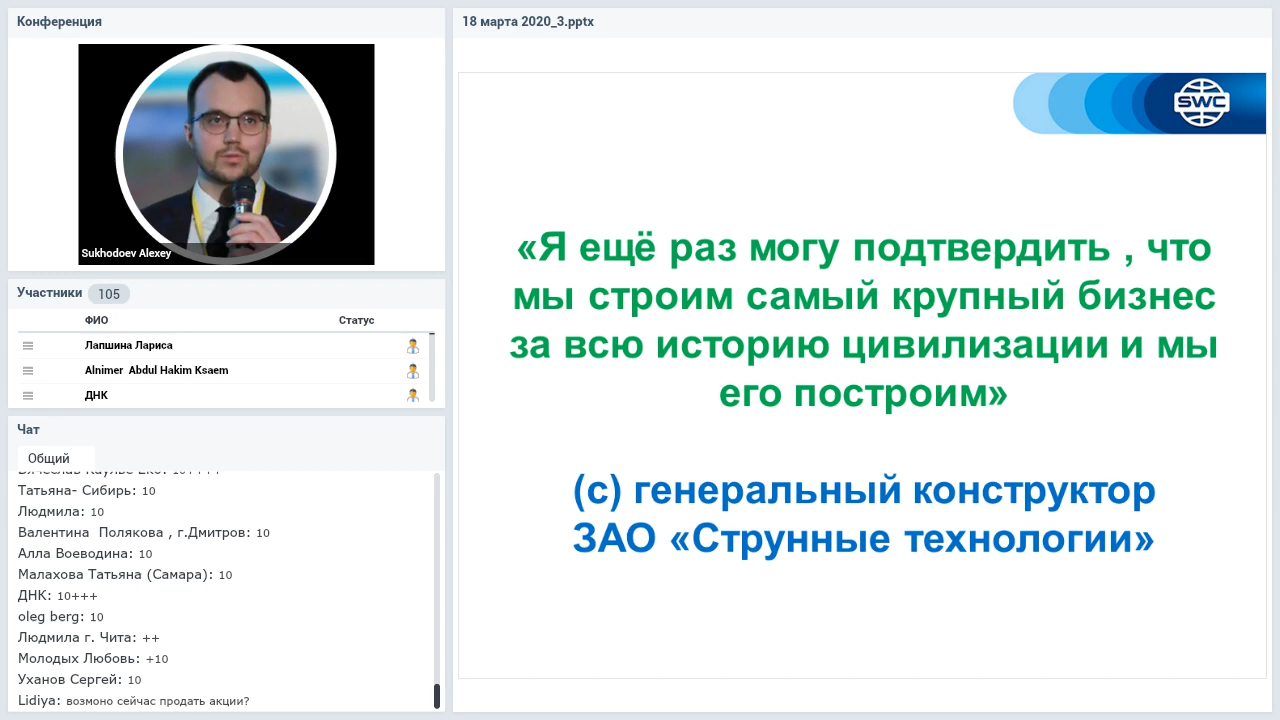 Конференция
Sukhodoev Alexey
Участники 105
ФИО Статус
Лапшина Лариса
Alnimer Abdul Hakim Ksaem
ДНК
Чат
Общий
Татьяна- Сибирь: 10
Людмила: 10
Валентина Полякова , г.Дмитров: 10
Алла Воеводина: 10
Малахова Татьяна (Самара): 10
ДНК: 10+++
oleg berg: 10
Людмила г. Чита: ++
Молодых Любовь: +10
Уханов Сергей: 10
Lidiya: возмоно сейчас продать акции?
18 марта 2020_3.pptx
SWC
«Я ещё раз могу подтвердить , что
мы строим самый крупный бизнес
за всю историю цивилизации и мы
его построим»
(с) генеральный конструктор
ЗАО «Струнные технологии»